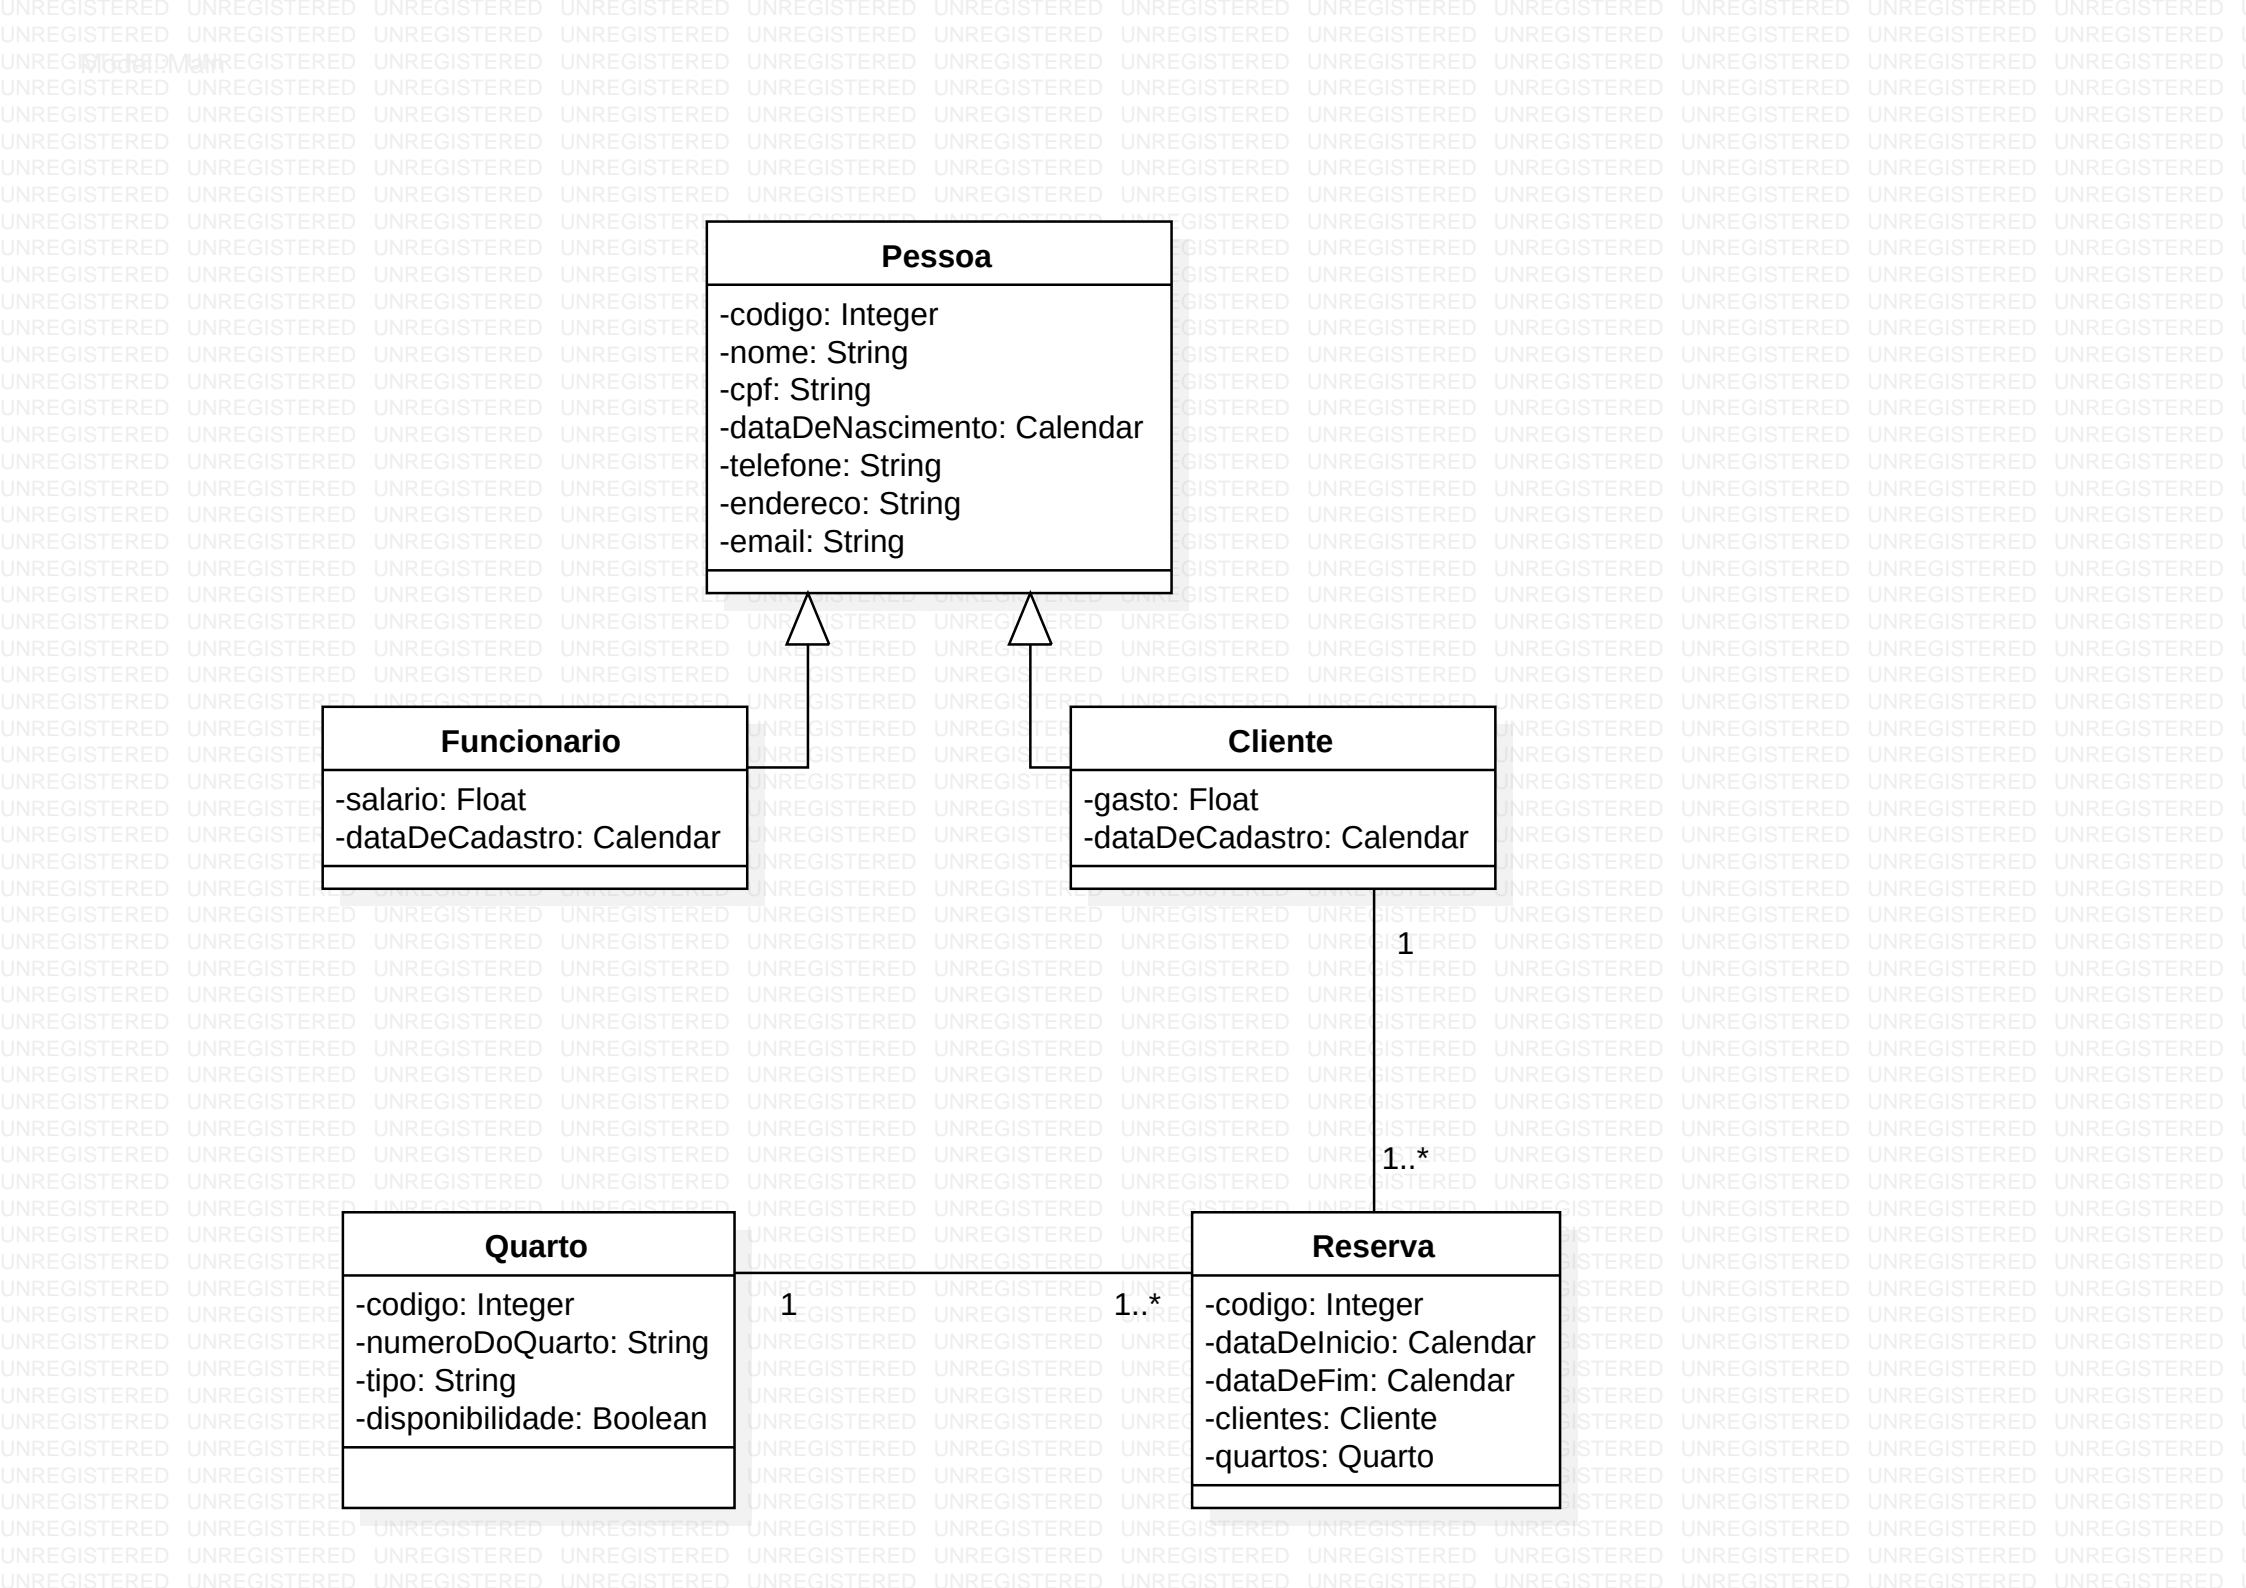 Model::Main
Pessoa
-codigo: Integer
-nome: String
-cpf: String
-dataDeNascimento: Calendar
-telefone: String
-endereco: String
-email: String
Funcionario
-salario: Float
-dataDeCadastro: Calendar
Cliente
-gasto: Float
-dataDeCadastro: Calendar
1
1..*
Quarto
-codigo: Integer
-numeroDoQuarto: String
-tipo: String
-disponibilidade: Boolean
1
1..*
Reserva
-codigo: Integer
-dataDeInicio: Calendar
-dataDeFim: Calendar
-clientes: Cliente
-quartos: Quarto
UNREGISTERED